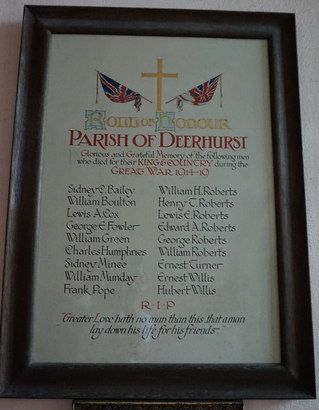 Roll of Honour
PARISH OF DEERHURST
Glorious and Grateful Memory of the following men
who died for their KING & COUNTRY during the
GREAT WAR 1914-19
Sidney E. Bailey
William Boulton
Lewis A. Cox
George E. Fowler
William Green
Charles Humphries
Sidney Minee
William Munday
Frank Pope
William H. Roberts
Henry T. Roberts
Lewis E. Roberts
Edward A. Roberts
George Roberts
William Roberts
Ernest Turner
Ernest Willis
Hubert Willis
R·I·P
"Greater Love hath no man than this: that a man
lay down his life for his friends."